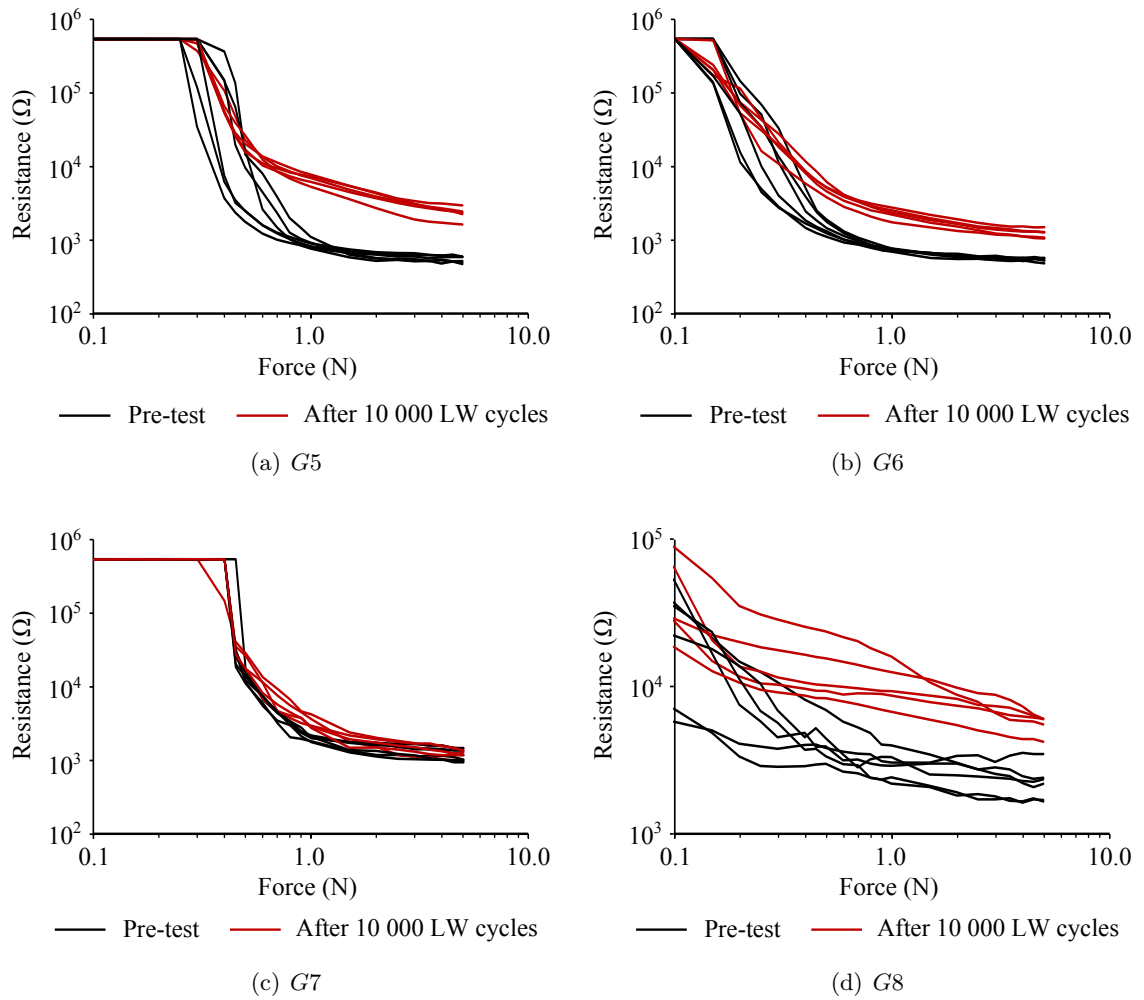 10^6
10^5
10^4
10^3
10^2
Resistance (Ω)
0.1 1.0 10.0
Force (N)
Pre-test After 10 000 LW cycles
(a) G5
10^6
10^5
10^4
10^3
10^2
Resistance (Ω)
0.1 1.0 10.0
Force (N)
Pre-test After 10 000 LW cycles
(b) G6
10^6
10^5
10^4
10^3
10^2
Resistance (Ω)
0.1 1.0 10.0
Force (N)
Pre-test After 10 000 LW cycles
(c) G7
10^5
10^4
10^3
Resistance (Ω)
0.1 1.0 10.0
Force (N)
Pre-test After 10 000 LW cycles
(d) G8